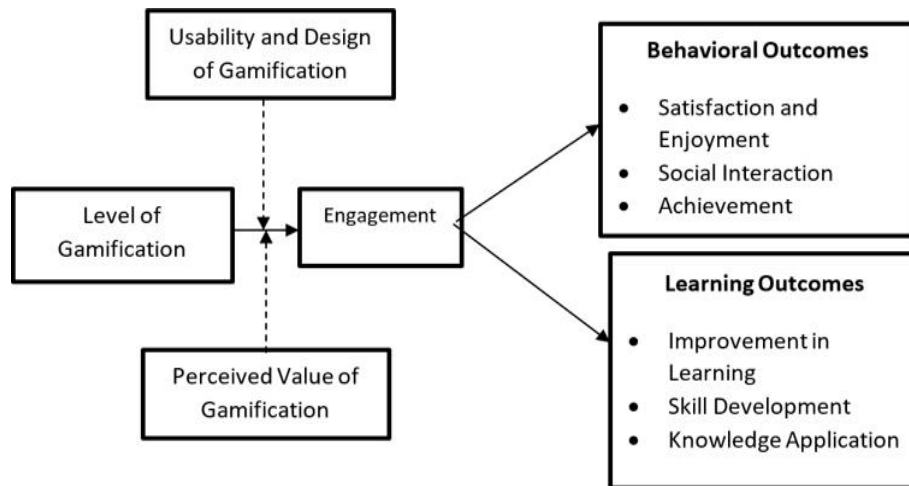 Usability and Design
of Gamification
Level of
Gamification
Engagement
Perceived Value of
Gamification
Behavioral Outcomes
• Satisfaction and
Enjoyment
• Social Interaction
• Achievement
Learning Outcomes
• Improvement in
Learning
• Skill Development
• Knowledge Application